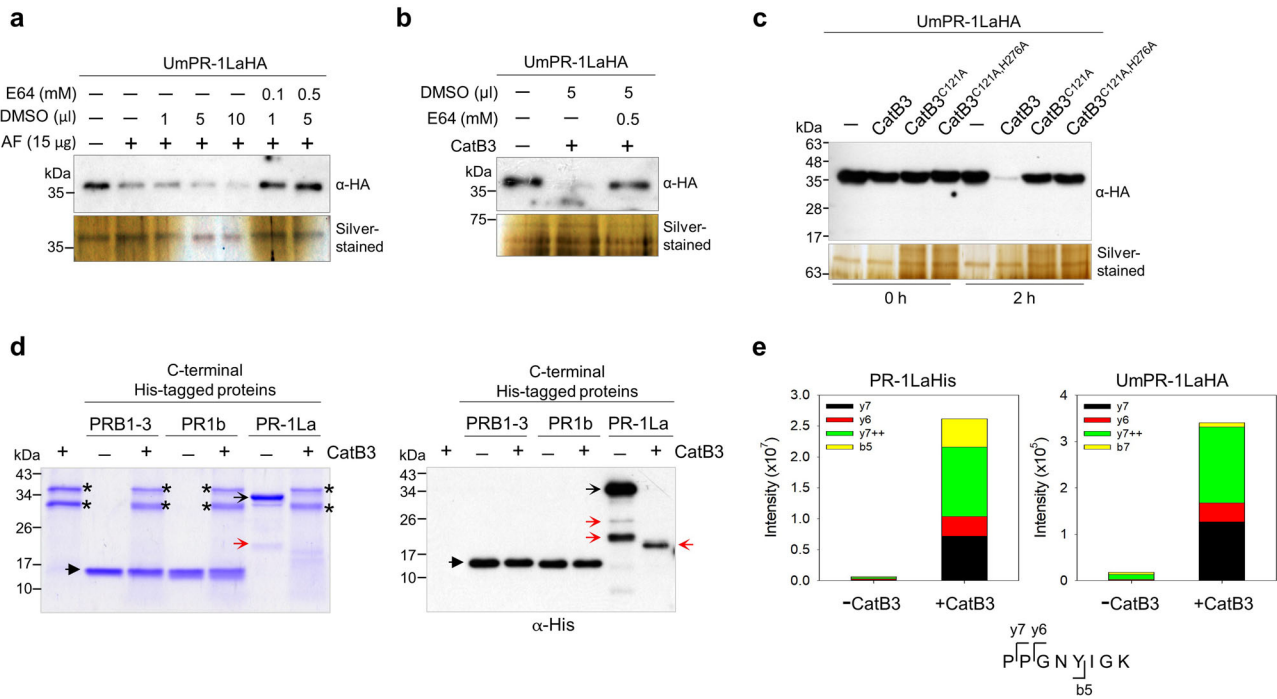 a
UmPR-1LaHA
E64 (mM) — — — — — 0.1 0.5
DMSO (µl) — — 1 5 10 1 5
AF (15 µg) — + + + + + +
kDa
35
α-HA
35
Silver-
stained
b
UmPR-1LaHA
DMSO (µl) — 5 5
E64 (mM) — — 0.5
CatB3 — + +
kDa
35
α-HA
75
Silver-
stained
c
UmPR-1LaHA
— CatB3 CatB3C121A CatB3C121A,H276A — CatB3 CatB3C121A CatB3C121A,H276A
kDa
63
48
35
28
17
α-HA
63
Silver-
stained
0 h 2 h
d
C-terminal
His-tagged proteins
PRB1-3 PR1b PR-1La
kDa + — + — + — + CatB3
43
34
26
17
10
* * * *
* * * *
C-terminal
His-tagged proteins
PRB1-3 PR1b PR-1La
kDa + — + — + — + CatB3
43
34
26
17
10
α-His
e
PR-1LaHis
Intensity (x10⁷)
3.0
2.5
2.0
1.5
1.0
0.5
0.0
y7
y6
y7++
b5
−CatB3 +CatB3
UmPR-1LaHA
Intensity (x10⁵)
4
3
2
1
0
y7
y6
y7++
b7
−CatB3 +CatB3
y7 y6
P P G N Y I G K
b5